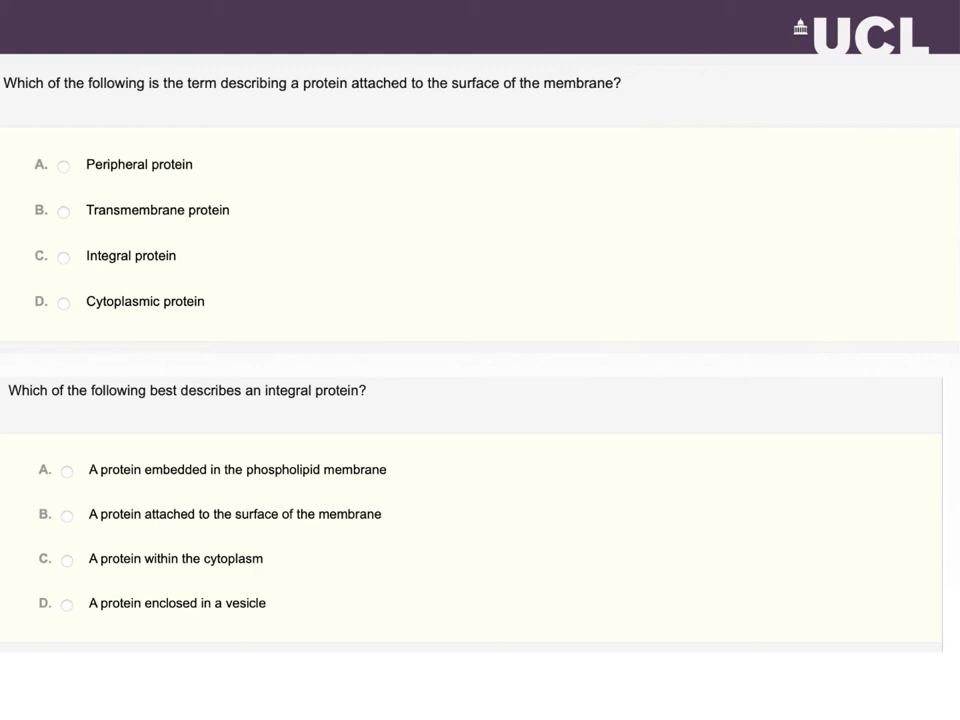 UCL
Which of the following is the term describing a protein attached to the surface of the membrane?
A. Peripheral protein
B. Transmembrane protein
C. Integral protein
D. Cytoplasmic protein
Which of the following best describes an integral protein?
A. A protein embedded in the phospholipid membrane
B. A protein attached to the surface of the membrane
C. A protein within the cytoplasm
D. A protein enclosed in a vesicle